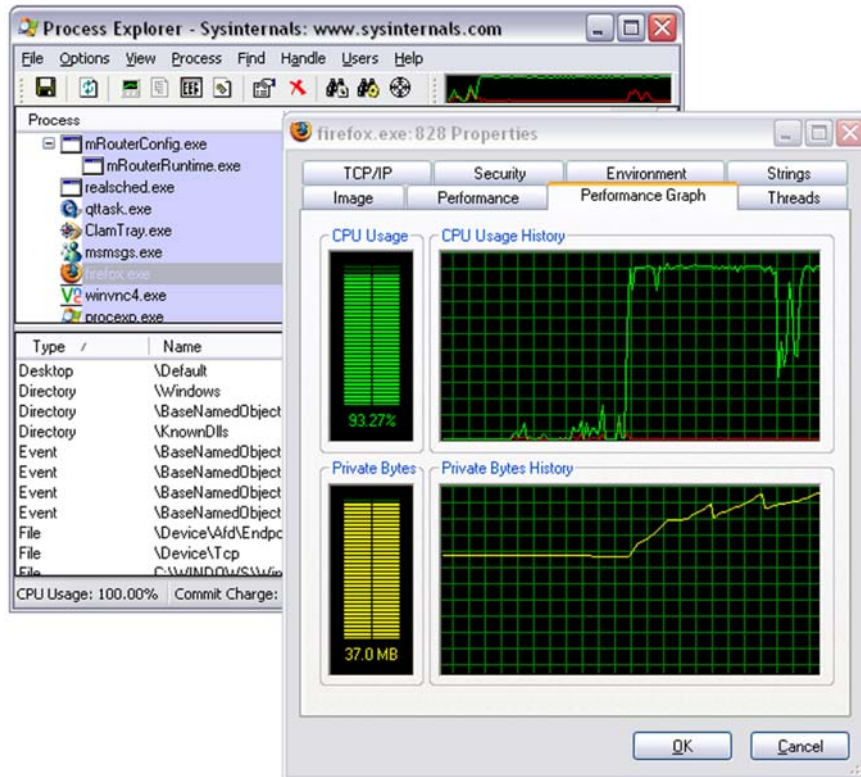 Process Explorer - Sysinternals: www.sysinternals.com
File Options View Process Find Handle Users Help
Process
mRouterConfig.exe
mRouterRuntime.exe
realsched.exe
qttask.exe
ClamTray.exe
msmsgs.exe
firefox.exe
winvnc4.exe
procexp.exe
Type / Name
Desktop \Default
Directory \Windows
Directory \BaseNamedObject
Directory \KnownDlls
Event \BaseNamedObject
Event \BaseNamedObject
Event \BaseNamedObject
Event \BaseNamedObject
File \Device\Afd\Endpo
File \Device\Tcp
File C:\WINDOWS\Win
CPU Usage: 100.00% Commit Charge:
firefox.exe:828 Properties
TCP/IP Security Environment Strings
Image Performance Performance Graph Threads
CPU Usage CPU Usage History
93.27%
Private Bytes Private Bytes History
37.0 MB
OK Cancel